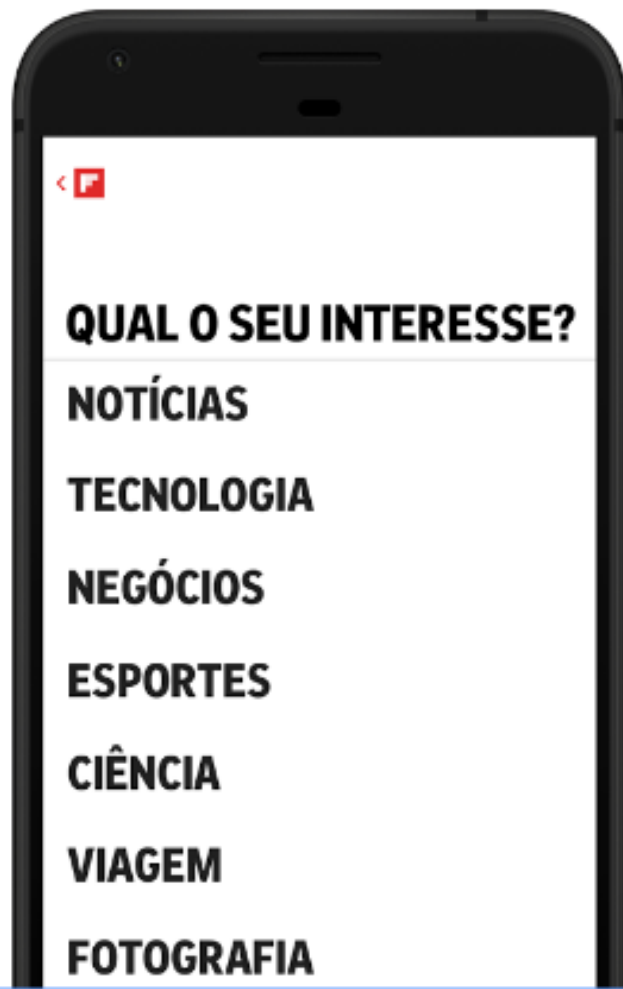 QUAL O SEU INTERESSE?
NOTÍCIAS
TECNOLOGIA
NEGÓCIOS
ESPORTES
CIÊNCIA
VIAGEM
FOTOGRAFIA